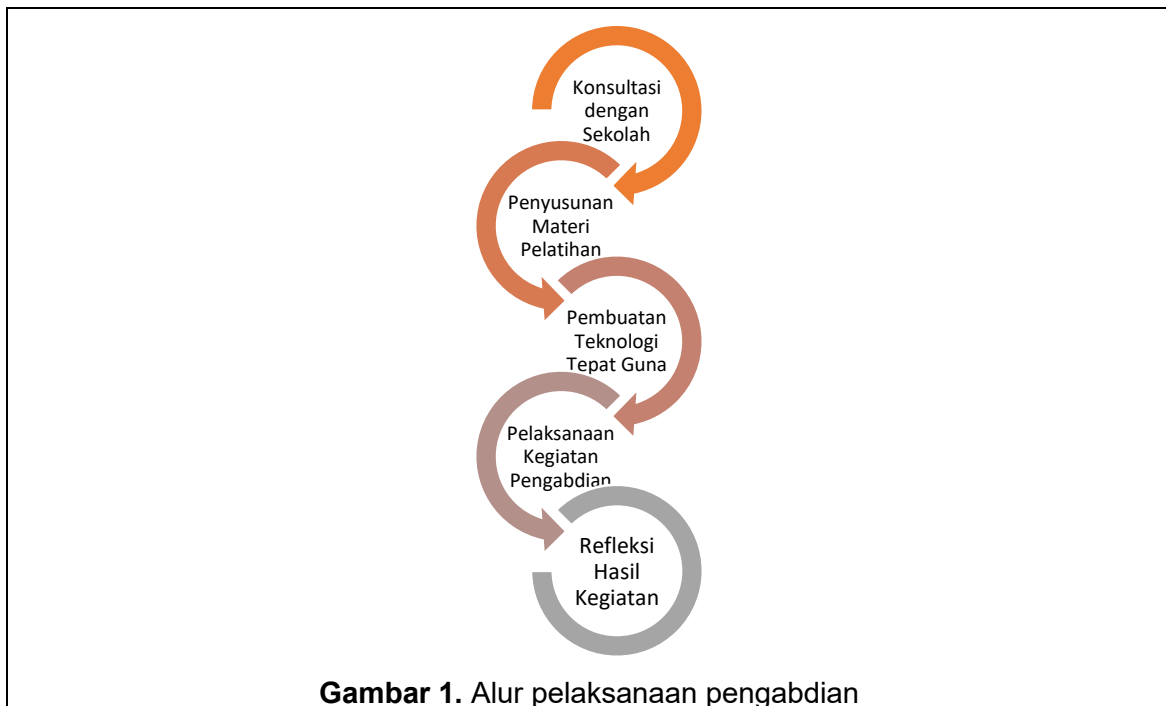 Konsultasi
dengan
Sekolah
Penyusunan
Materi
Pelatihan
Pembuatan
Teknologi
Tepat Guna
Pelaksanaan
Kegiatan
Pengabdian
Refleksi
Hasil
Kegiatan
Gambar 1. Alur pelaksanaan pengabdian